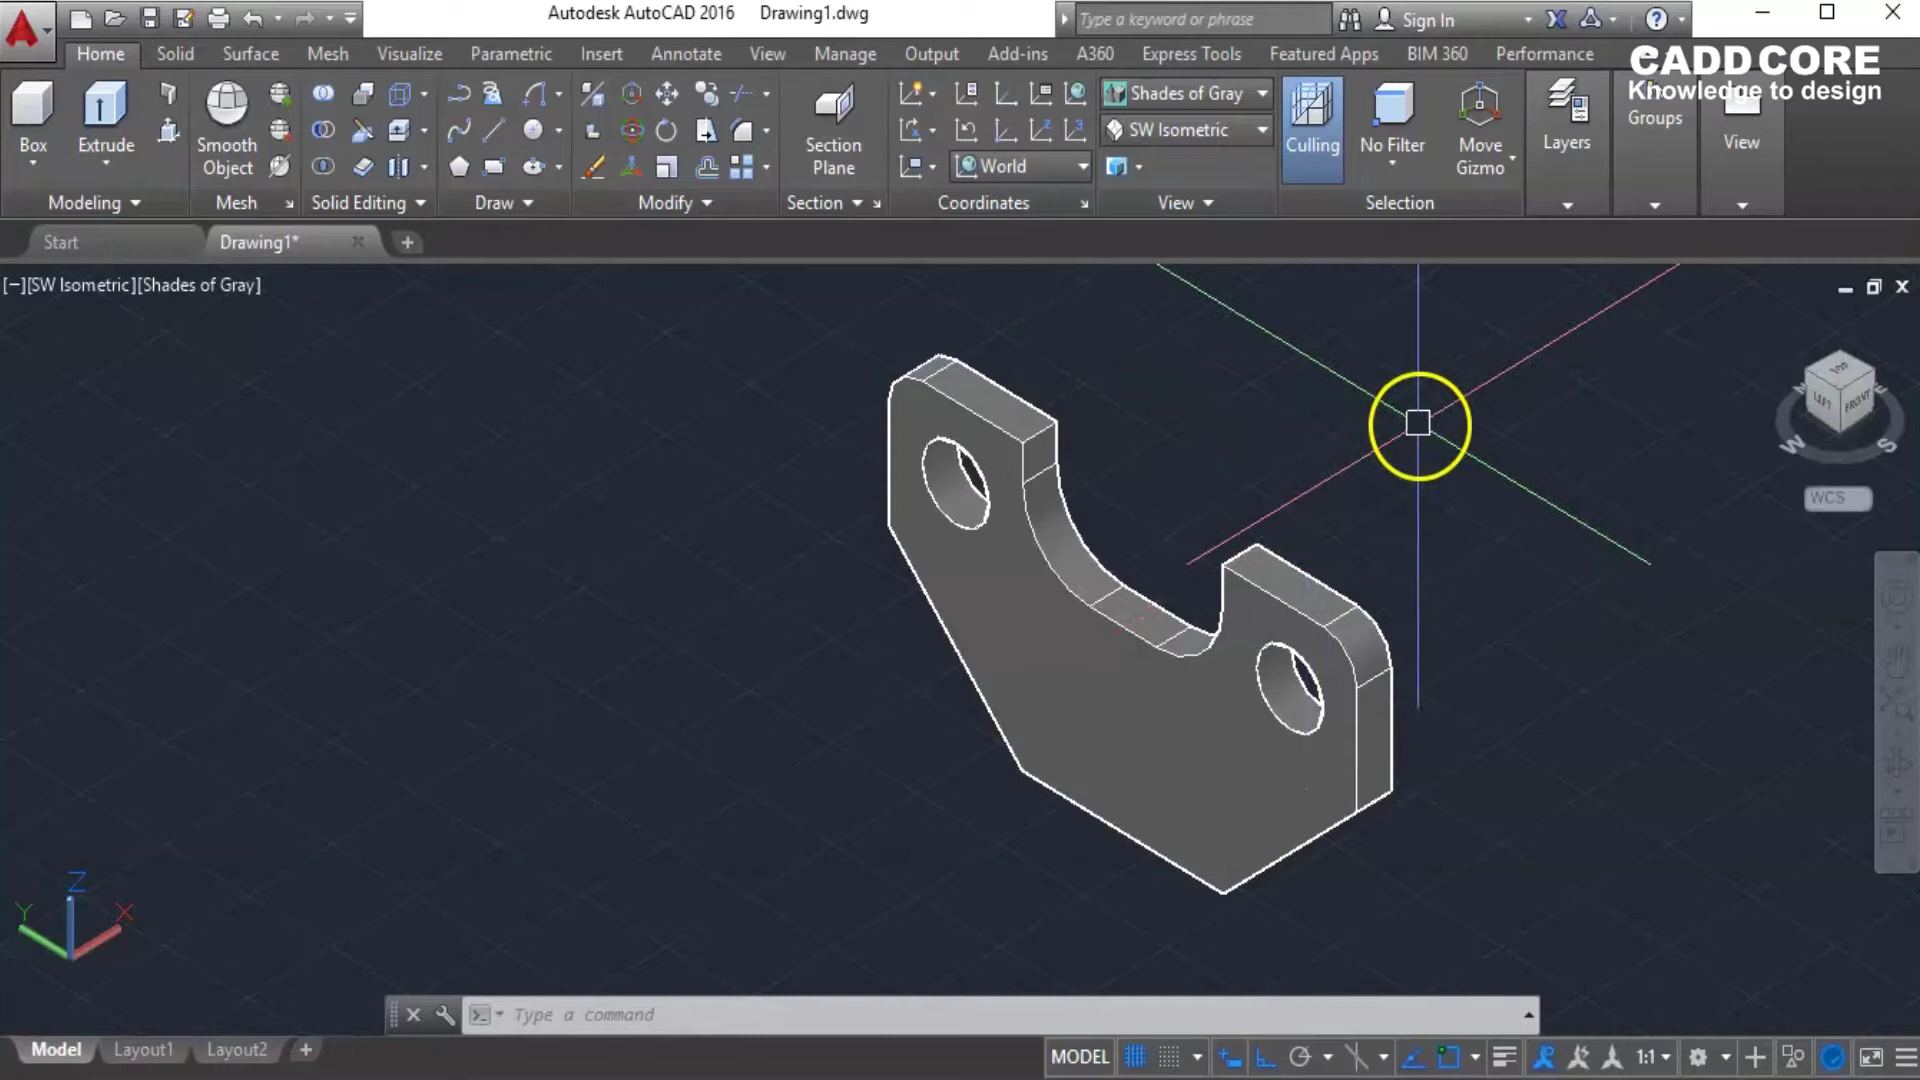 Autodesk AutoCAD 2016 Drawing1.dwg
Type a keyword or phrase
Sign In
Home Solid Surface Mesh Visualize Parametric Insert Annotate View Manage Output Add-ins A360 Express Tools Featured Apps BIM 360 Performance
CADD CORE
Knowledge to design
Box
Extrude
Smooth Object
Section Plane
World
Shades of Gray
SW Isometric
Culling
No Filter
Move Gizmo
Layers
Groups
View
Modeling Mesh Solid Editing Draw Modify Section Coordinates View Selection
Start Drawing1*
[−][SW Isometric][Shades of Gray]
TOP
LEFT FRONT
N E
W S
WCS
Z
Y X
Type a command
Model Layout1 Layout2
MODEL
1:1